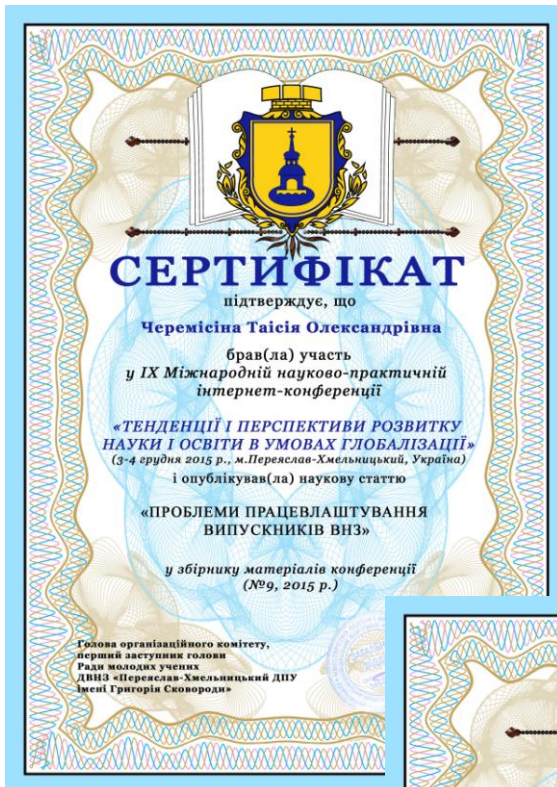 СЕРТИФІКАТ
підтверджує, що
Черемісіна Таісія Олександрівна
брав(ла) участь
у IX Міжнародній науково-практичній
інтернет-конференції
«ТЕНДЕНЦІЇ І ПЕРСПЕКТИВИ РОЗВИТКУ
НАУКИ І ОСВІТИ В УМОВАХ ГЛОБАЛІЗАЦІЇ»
(3-4 грудня 2015 р., м.Переяслав-Хмельницький, Україна)
і опублікував(ла) наукову статтю
«ПРОБЛЕМИ ПРАЦЕВЛАШТУВАННЯ
ВИПУСКНИКІВ ВНЗ»
у збірнику матеріалів конференції
(№9, 2015 р.)
Голова організаційного комітету,
перший заступник голови
Ради молодих учених
ДВНЗ «Переяслав-Хмельницький ДПУ
імені Григорія Сковороди»